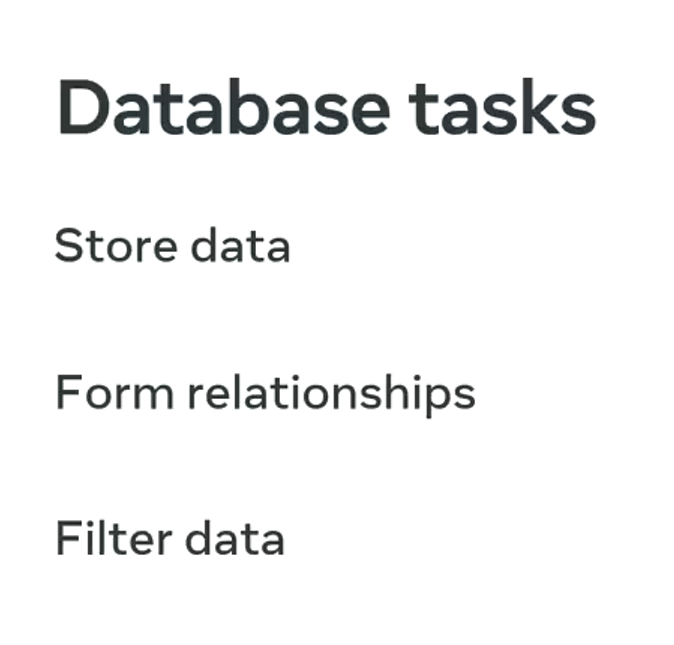 Database tasks
Store data
Form relationships
Filter data